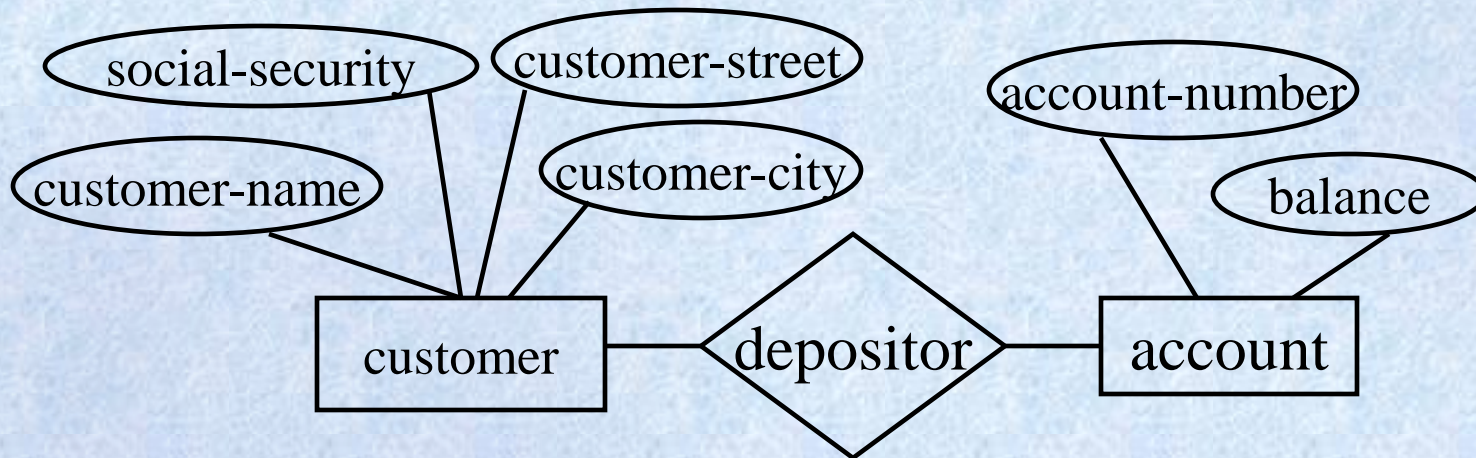 social-security
customer-street
account-number
customer-name
customer-city
balance
customer
depositor
account